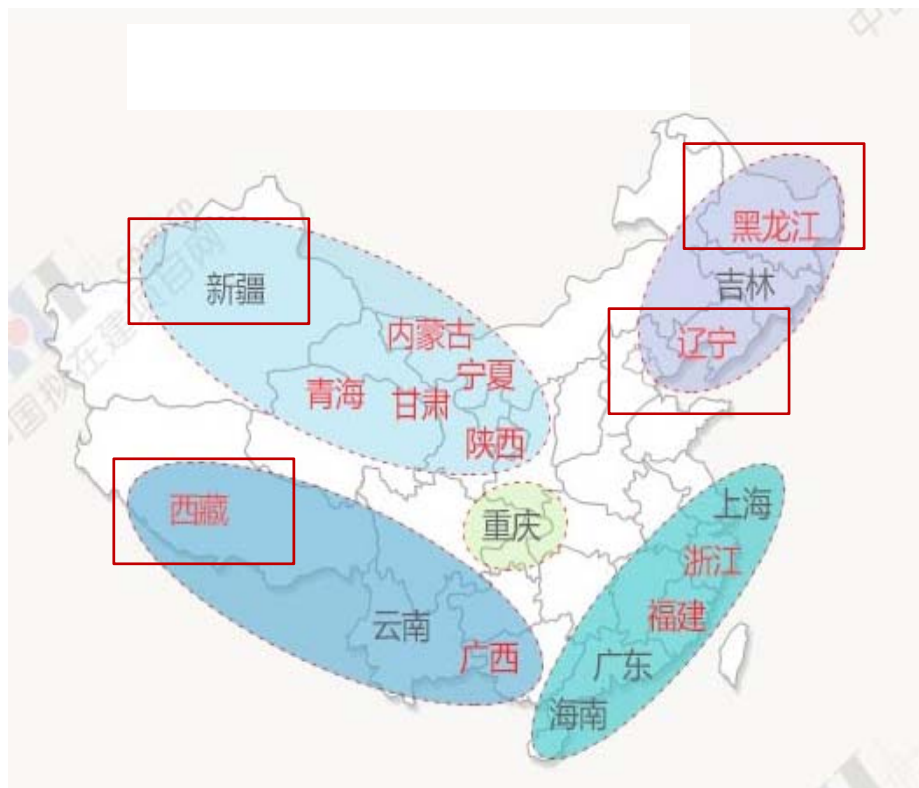 黑龙江
吉林
辽宁
新疆
内蒙古
宁夏
青海
甘肃
陕西
西藏
云南
广西
重庆
上海
浙江
福建
广东
海南